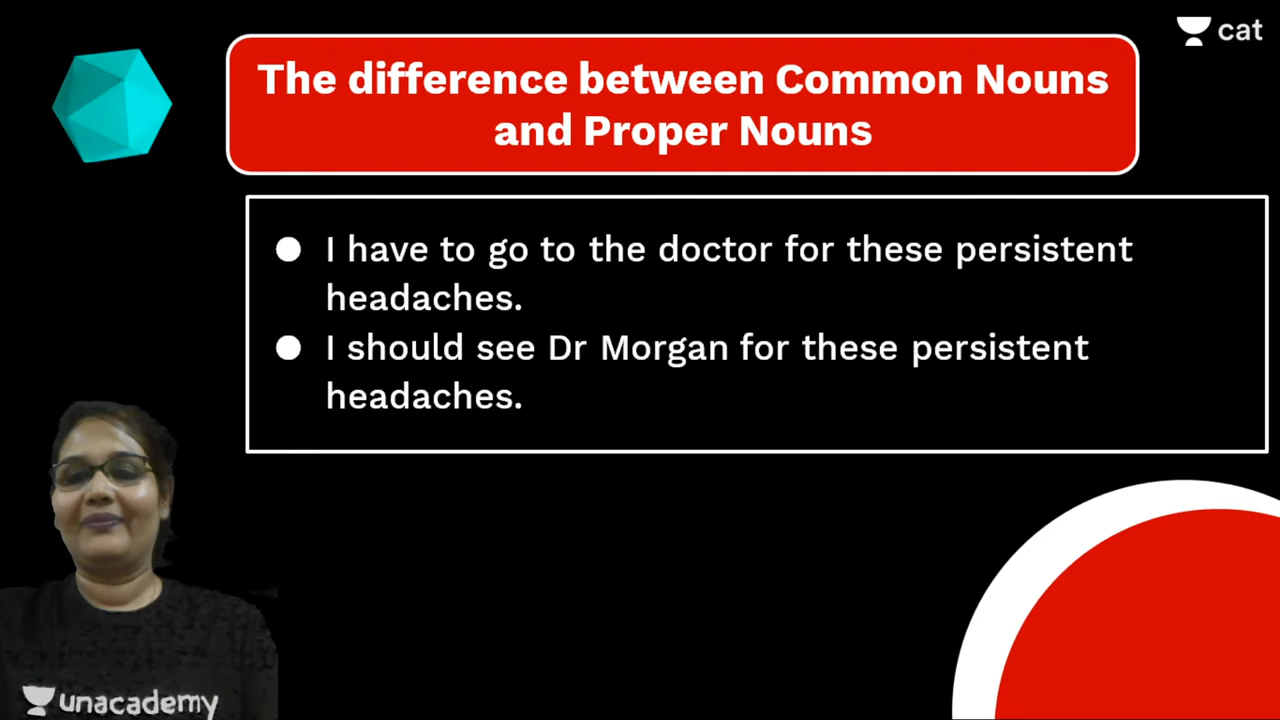 cat
The difference between Common Nouns
and Proper Nouns
● I have to go to the doctor for these persistent
headaches.
● I should see Dr Morgan for these persistent
headaches.
unacademy